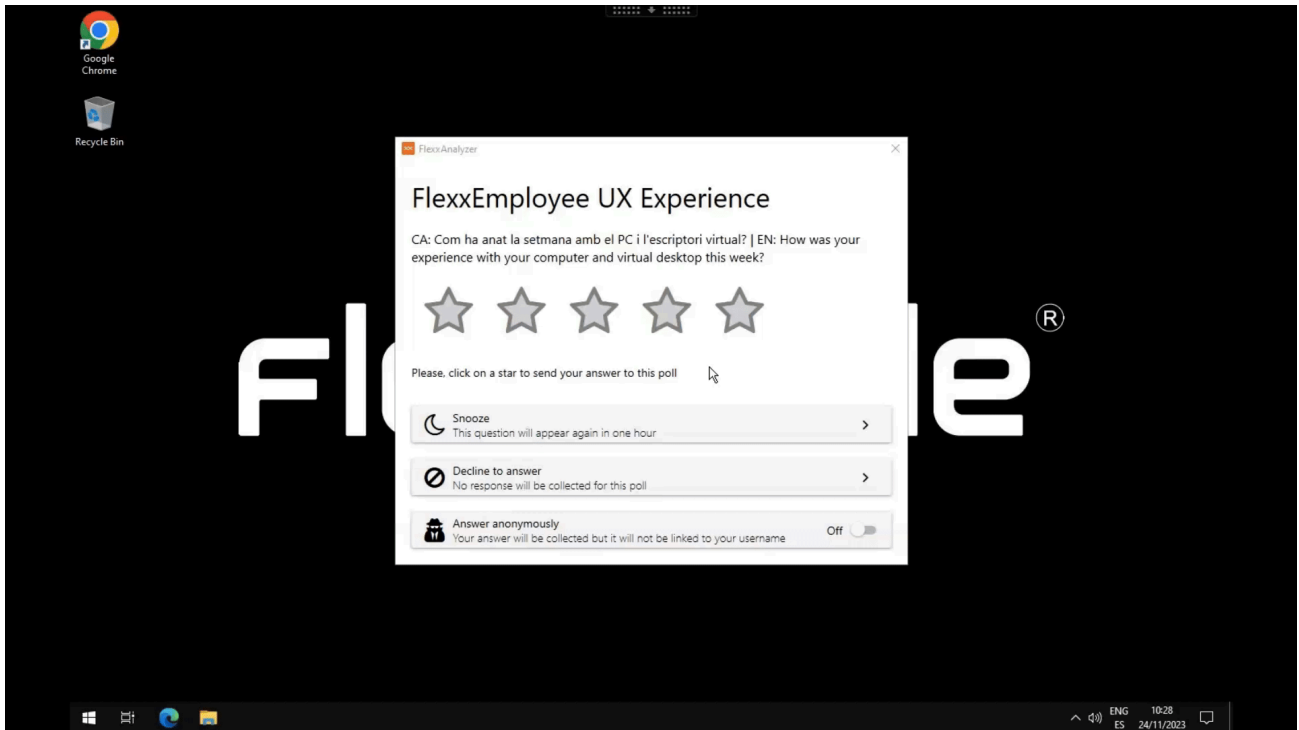 Google
Chrome
Recycle Bin
FlexxAnalyzer
FlexxEmployee UX Experience
CA: Com ha anat la setmana amb el PC i l'escriptori virtual? | EN: How was your
experience with your computer and virtual desktop this week?
®
Please, click on a star to send your answer to this poll
Snooze
This question will appear again in one hour
Decline to answer
No response will be collected for this poll
Answer anonymously
Your answer will be collected but it will not be linked to your username
Off
ENG
ES
10:28
24/11/2023